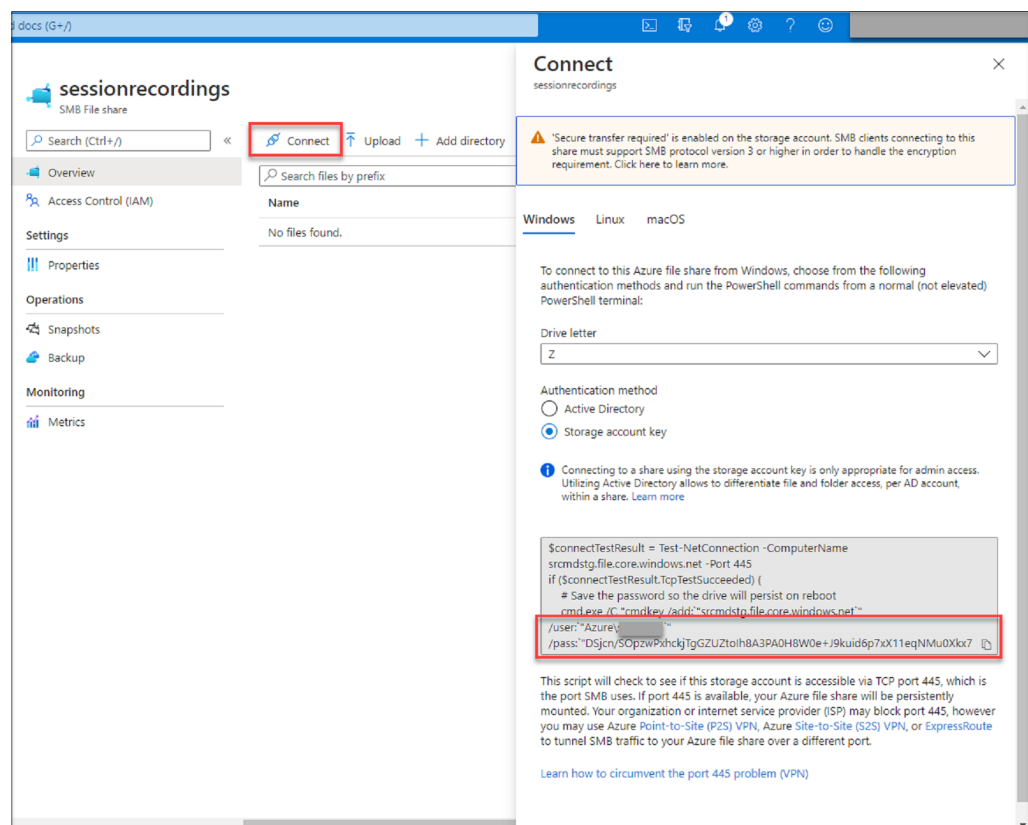 d docs (G+/)
1
sessionrecordings
SMB File share
Search (Ctrl+/)
«
Overview
Access Control (IAM)
Settings
Properties
Operations
Snapshots
Backup
Monitoring
Metrics
Connect
Upload
Add directory
Search files by prefix
Name
No files found.
Connect
sessionrecordings
'Secure transfer required' is enabled on the storage account. SMB clients connecting to this
share must support SMB protocol version 3 or higher in order to handle the encryption
requirement. Click here to learn more.
Windows Linux macOS
To connect to this Azure file share from Windows, choose from the following
authentication methods and run the PowerShell commands from a normal (not elevated)
PowerShell terminal:
Drive letter
Z
Authentication method
Active Directory
Storage account key
Connecting to a share using the storage account key is only appropriate for admin access.
Utilizing Active Directory allows to differentiate file and folder access, per AD account,
within a share. Learn more
$connectTestResult = Test-NetConnection -ComputerName
srcmdstg.file.core.windows.net -Port 445
if ($connectTestResult.TcpTestSucceeded) {
# Save the password so the drive will persist on reboot
cmd.exe /C "cmdkey /add:`"srcmdstg.file.core.windows.net`"
/user:`"Azure\ `"
/pass:`"DSjcn/SOpzwPxhckjTgGZUZtoIh8A3PA0H8W0e+J9kuid6p7xX11eqNMu0Xkx7
This script will check to see if this storage account is accessible via TCP port 445, which is
the port SMB uses. If port 445 is available, your Azure file share will be persistently
mounted. Your organization or internet service provider (ISP) may block port 445, however
you may use Azure Point-to-Site (P2S) VPN, Azure Site-to-Site (S2S) VPN, or ExpressRoute
to tunnel SMB traffic to your Azure file share over a different port.
Learn how to circumvent the port 445 problem (VPN)